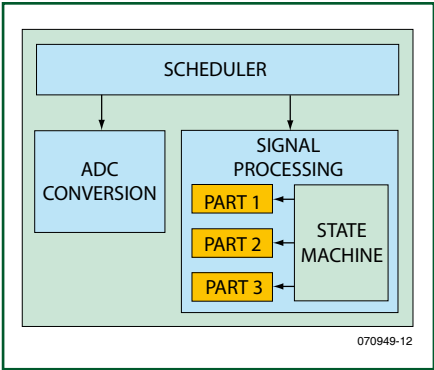 SCHEDULER
ADC
CONVERSION
SIGNAL
PROCESSING
PART 1
PART 2
PART 3
STATE
MACHINE
070949-12